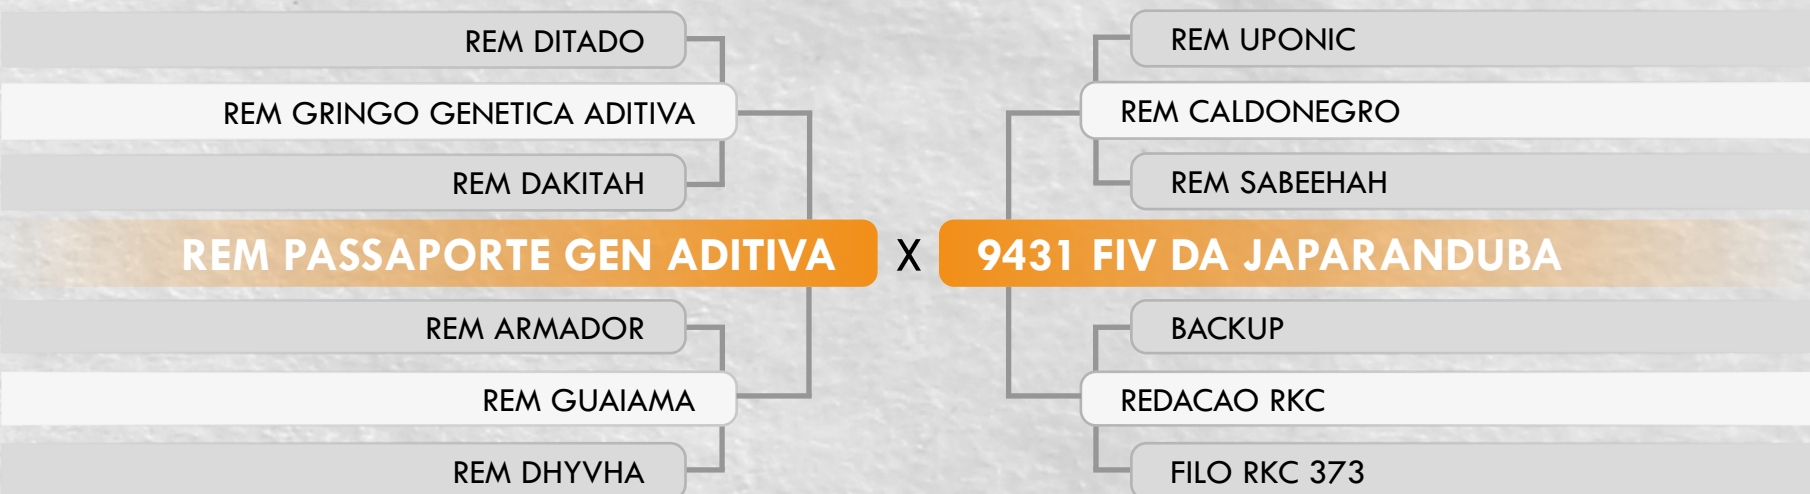 REM DITADO
REM GRINGO GENETICA ADITIVA
REM DAKITAH
REM PASSAPORTE GEN ADITIVA
REM ARMADOR
REM GUAIAMA
REM DHYVHA
X
REM UPONIC
REM CALDONEGRO
REM SABEEHAH
9431 FIV DA JAPARANDUBA
BACKUP
REDACAO RKC
FILO RKC 373